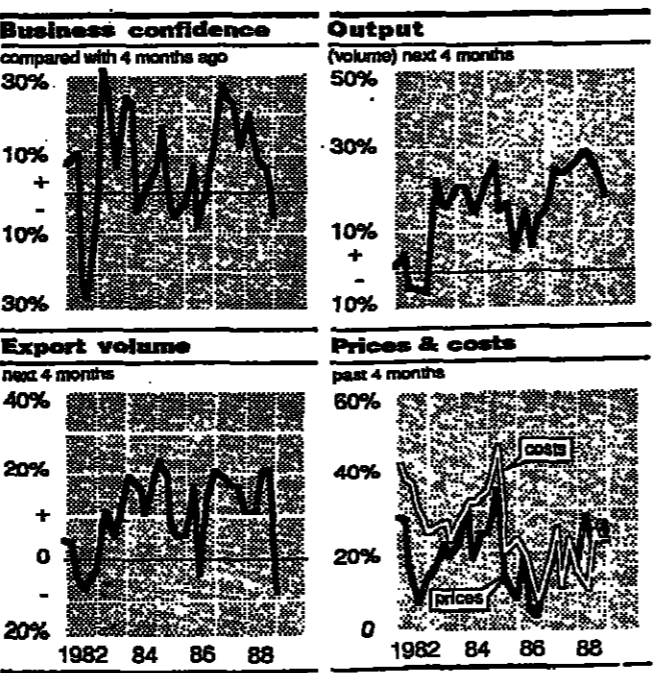 Business confidence
compared with 4 months ago
30%
10%
+
-
10%
30%
Output
(volume) next 4 months
50%
30%
10%
+
-
10%
Export volume
next 4 months
40%
20%
+
0
-
20%
1982 84 86 88
Prices & costs
past 4 months
60%
40%
20%
0
costs
prices
1982 84 86 88